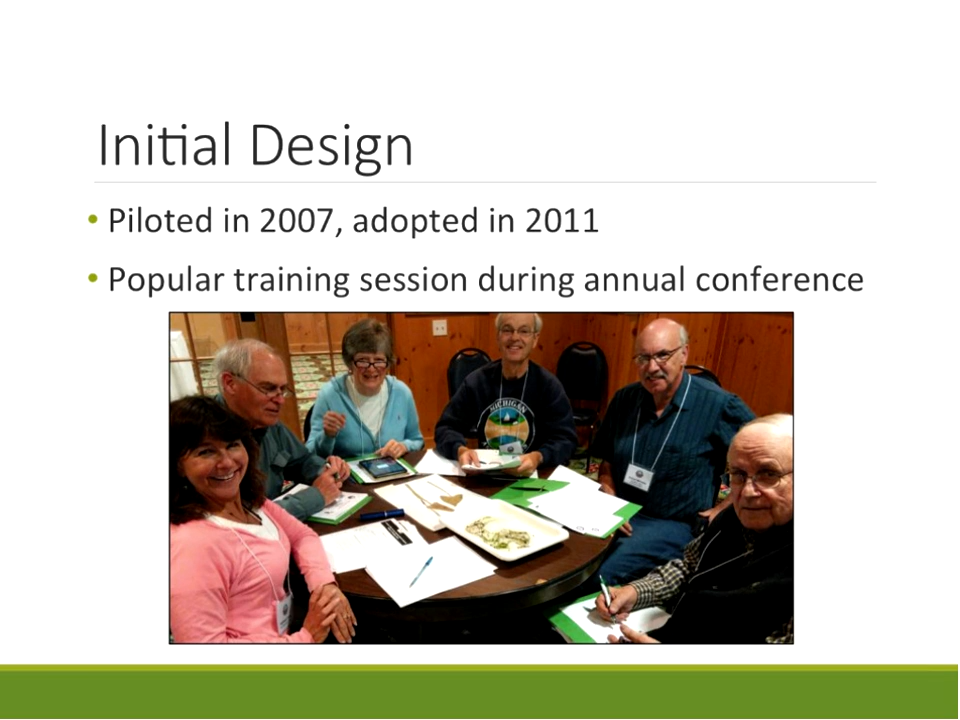 Initial Design
• Piloted in 2007, adopted in 2011
• Popular training session during annual conference
MICHIGAN